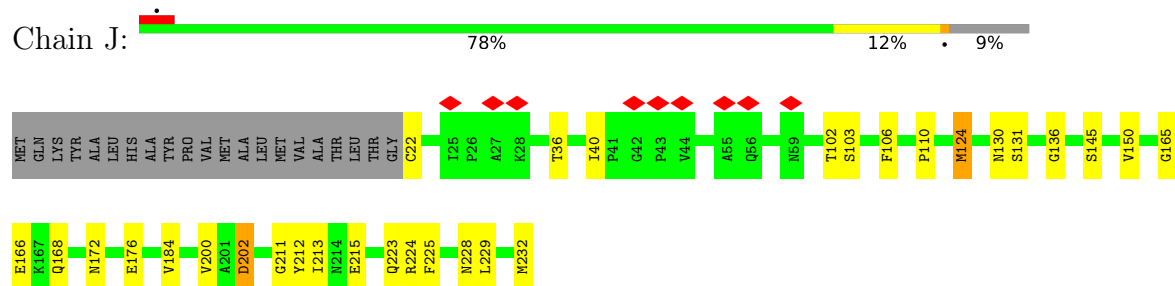 Chain J:
•
78%
12%
•
9%
MET GLN LYS TYR ALA LEU HIS ALA TYR PRO VAL MET ALA LEU MET VAL ALA THR LEU THR GLY C22 I25 P26 A27 K28 T36 I40 P41 G42 P43 V44 A55 Q56 N59 T102 S103 F106 P110 M124 N130 S131 G136 S145 V150 G165
E166 K167 Q168 N172 E176 V184 V200 A201 D202 G211 Y212 I213 N214 E215 Q223 R224 F225 N228 L229 M232